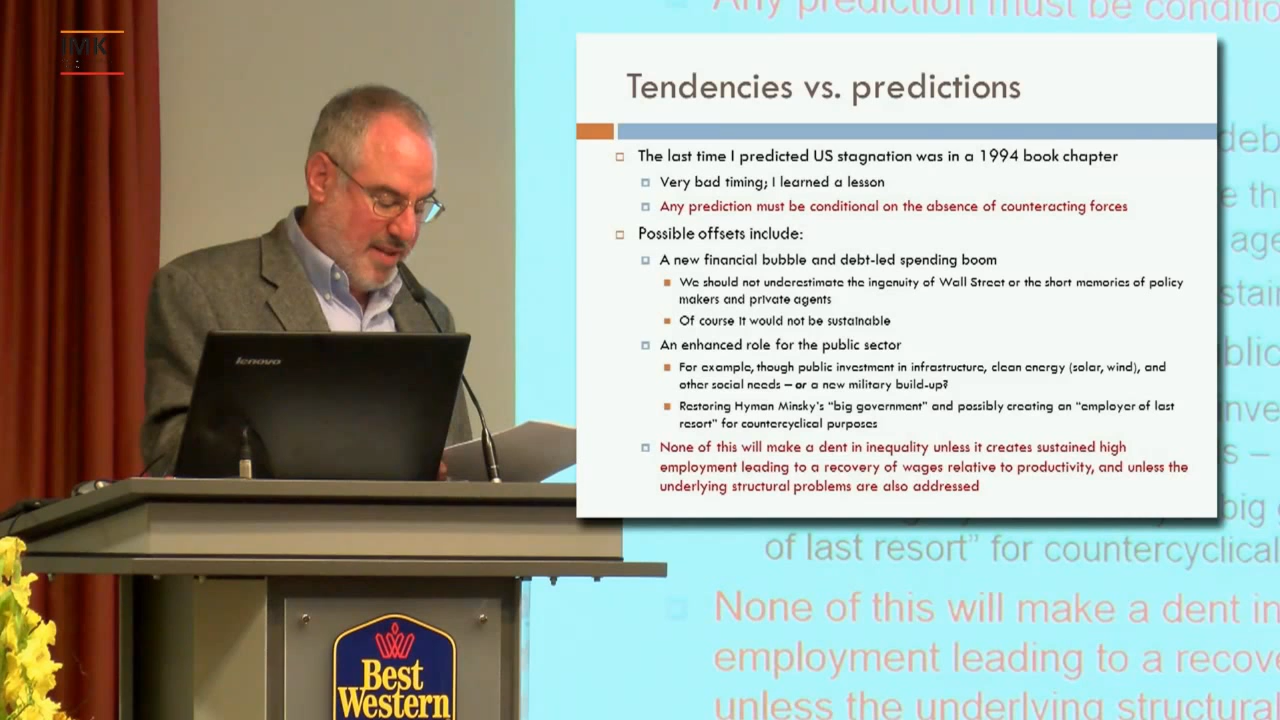 IMK
Any prediction must be conditio
Tendencies vs. predictions
The last time I predicted US stagnation was in a 1994 book chapter
Very bad timing; I learned a lesson
Any prediction must be conditional on the absence of counteracting forces
Possible offsets include:
A new financial bubble and debt-led spending boom
We should not underestimate the ingenuity of Wall Street or the short memories of policy
makers and private agents
Of course it would not be sustainable
An enhanced role for the public sector
For example, though public investment in infrastructure, clean energy (solar, wind), and
other social needs – or a new military build-up?
Restoring Hyman Minsky's "big government" and possibly creating an "employer of last
resort" for countercyclical purposes
None of this will make a dent in inequality unless it creates sustained high
employment leading to a recovery of wages relative to productivity, and unless the
underlying structural problems are also addressed
lenovo
of last resort" for countercyclical
None of this will make a dent in
employment leading to a recove
unless the underlying structural
Best
Western